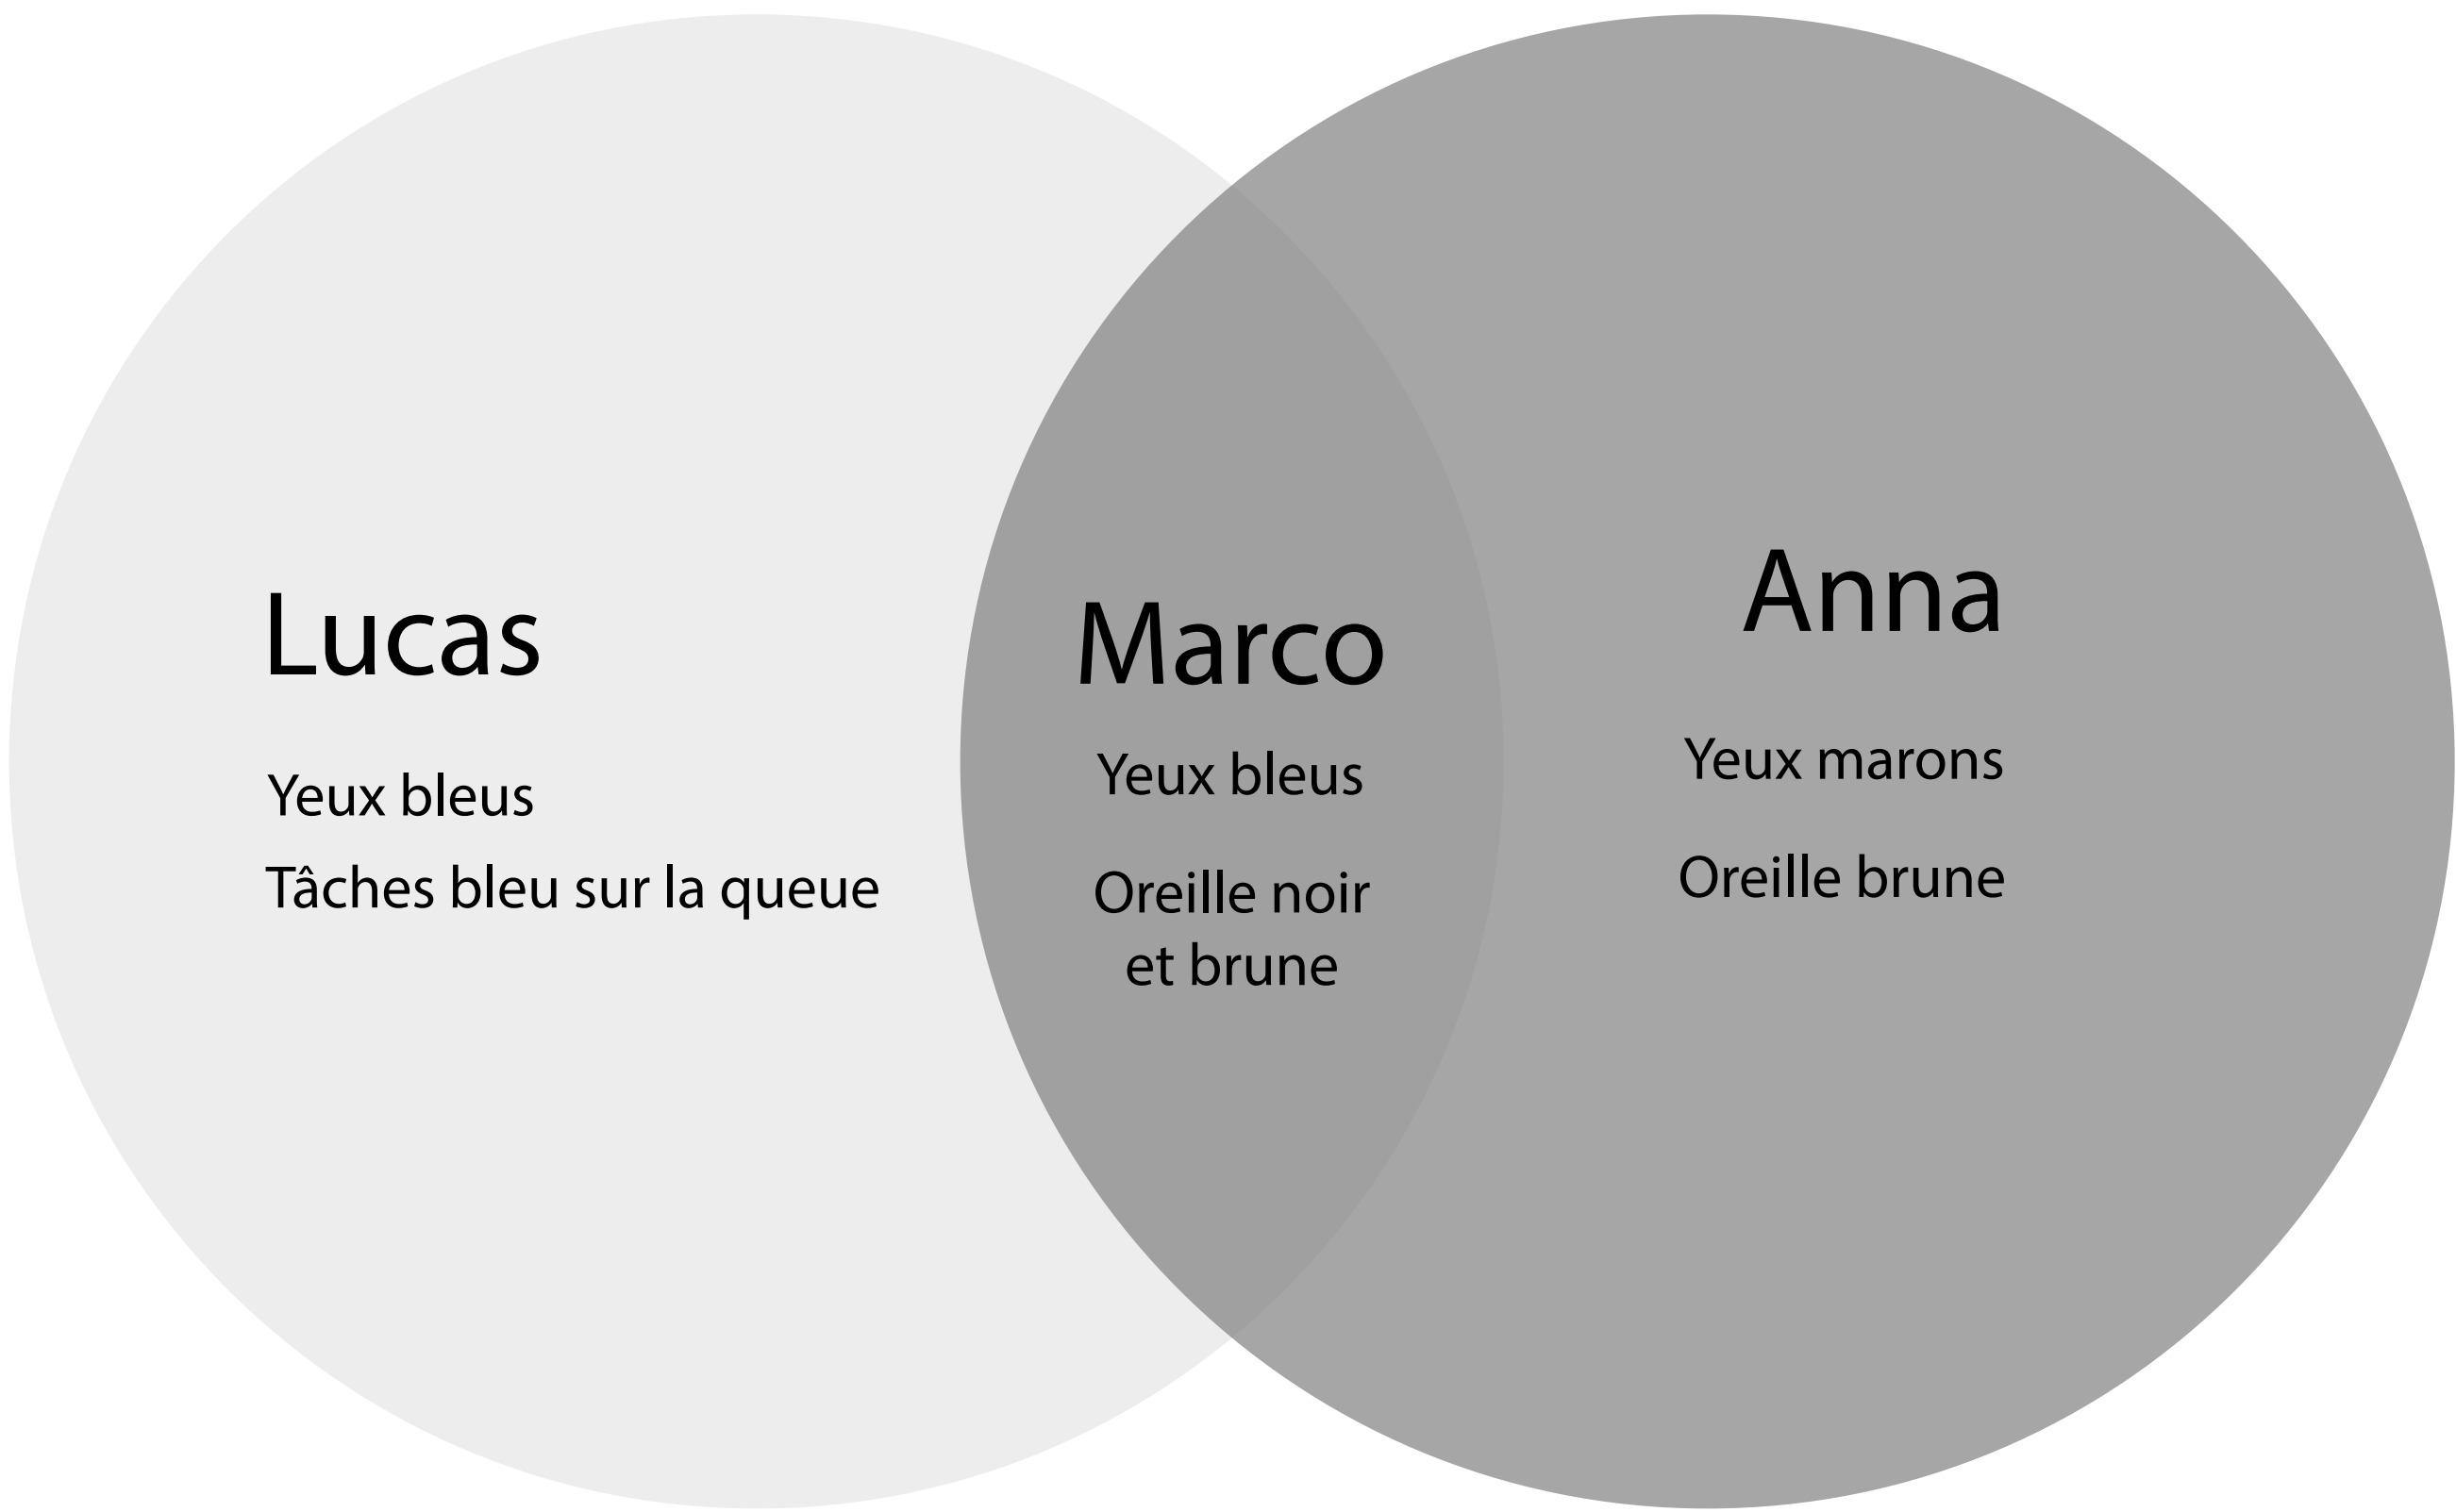 Lucas
Yeux bleus
Tâches bleu sur la queue
Marco
Yeux bleus
Oreille noir
et brune
Anna
Yeux marons
Oreille brune